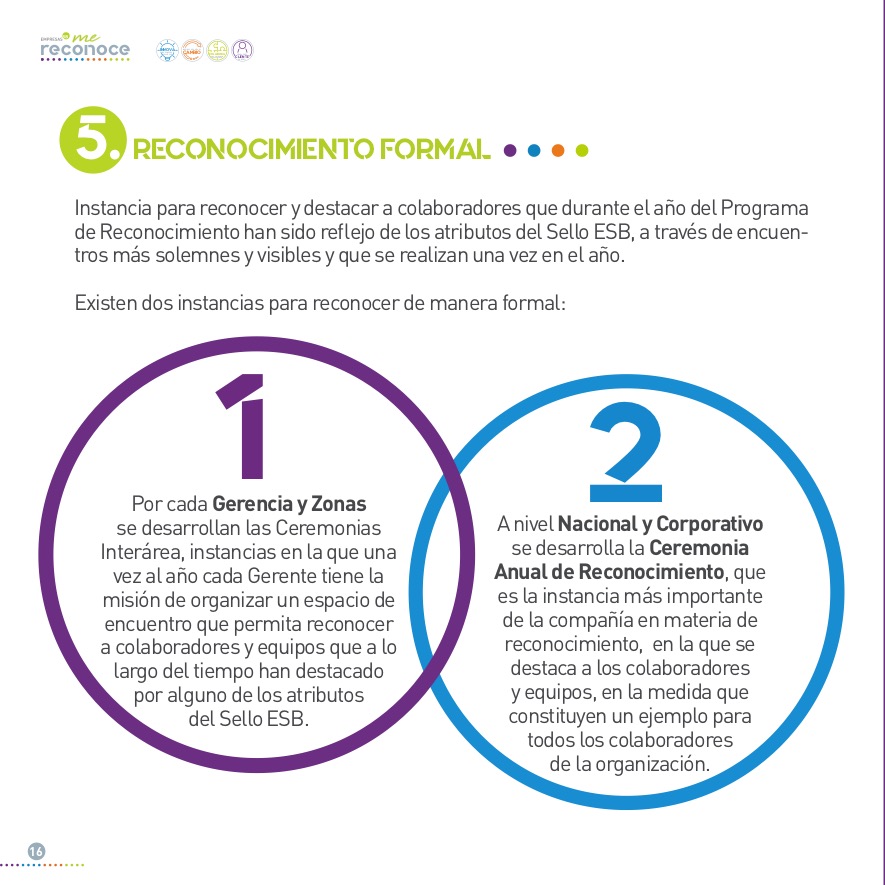 EMPRESAS me
reconoce
5. RECONOCIMIENTO FORMAL
Instancia para reconocer y destacar a colaboradores que durante el año del Programa
de Reconocimiento han sido reflejo de los atributos del Sello ESB, a través de encuen-
tros más solemnes y visibles y que se realizan una vez en el año.
Existen dos instancias para reconocer de manera formal:
1
Por cada Gerencia y Zonas
se desarrollan las Ceremonias
Interárea, instancias en la que una
vez al año cada Gerente tiene la
misión de organizar un espacio de
encuentro que permita reconocer
a colaboradores y equipos que a lo
largo del tiempo han destacado
por alguno de los atributos
del Sello ESB.
2
A nivel Nacional y Corporativo
se desarrolla la Ceremonia
Anual de Reconocimiento, que
es la instancia más importante
de la compañía en materia de
reconocimiento, en la que se
destaca a los colaboradores
y equipos, en la medida que
constituyen un ejemplo para
todos los colaboradores
de la organización.
16